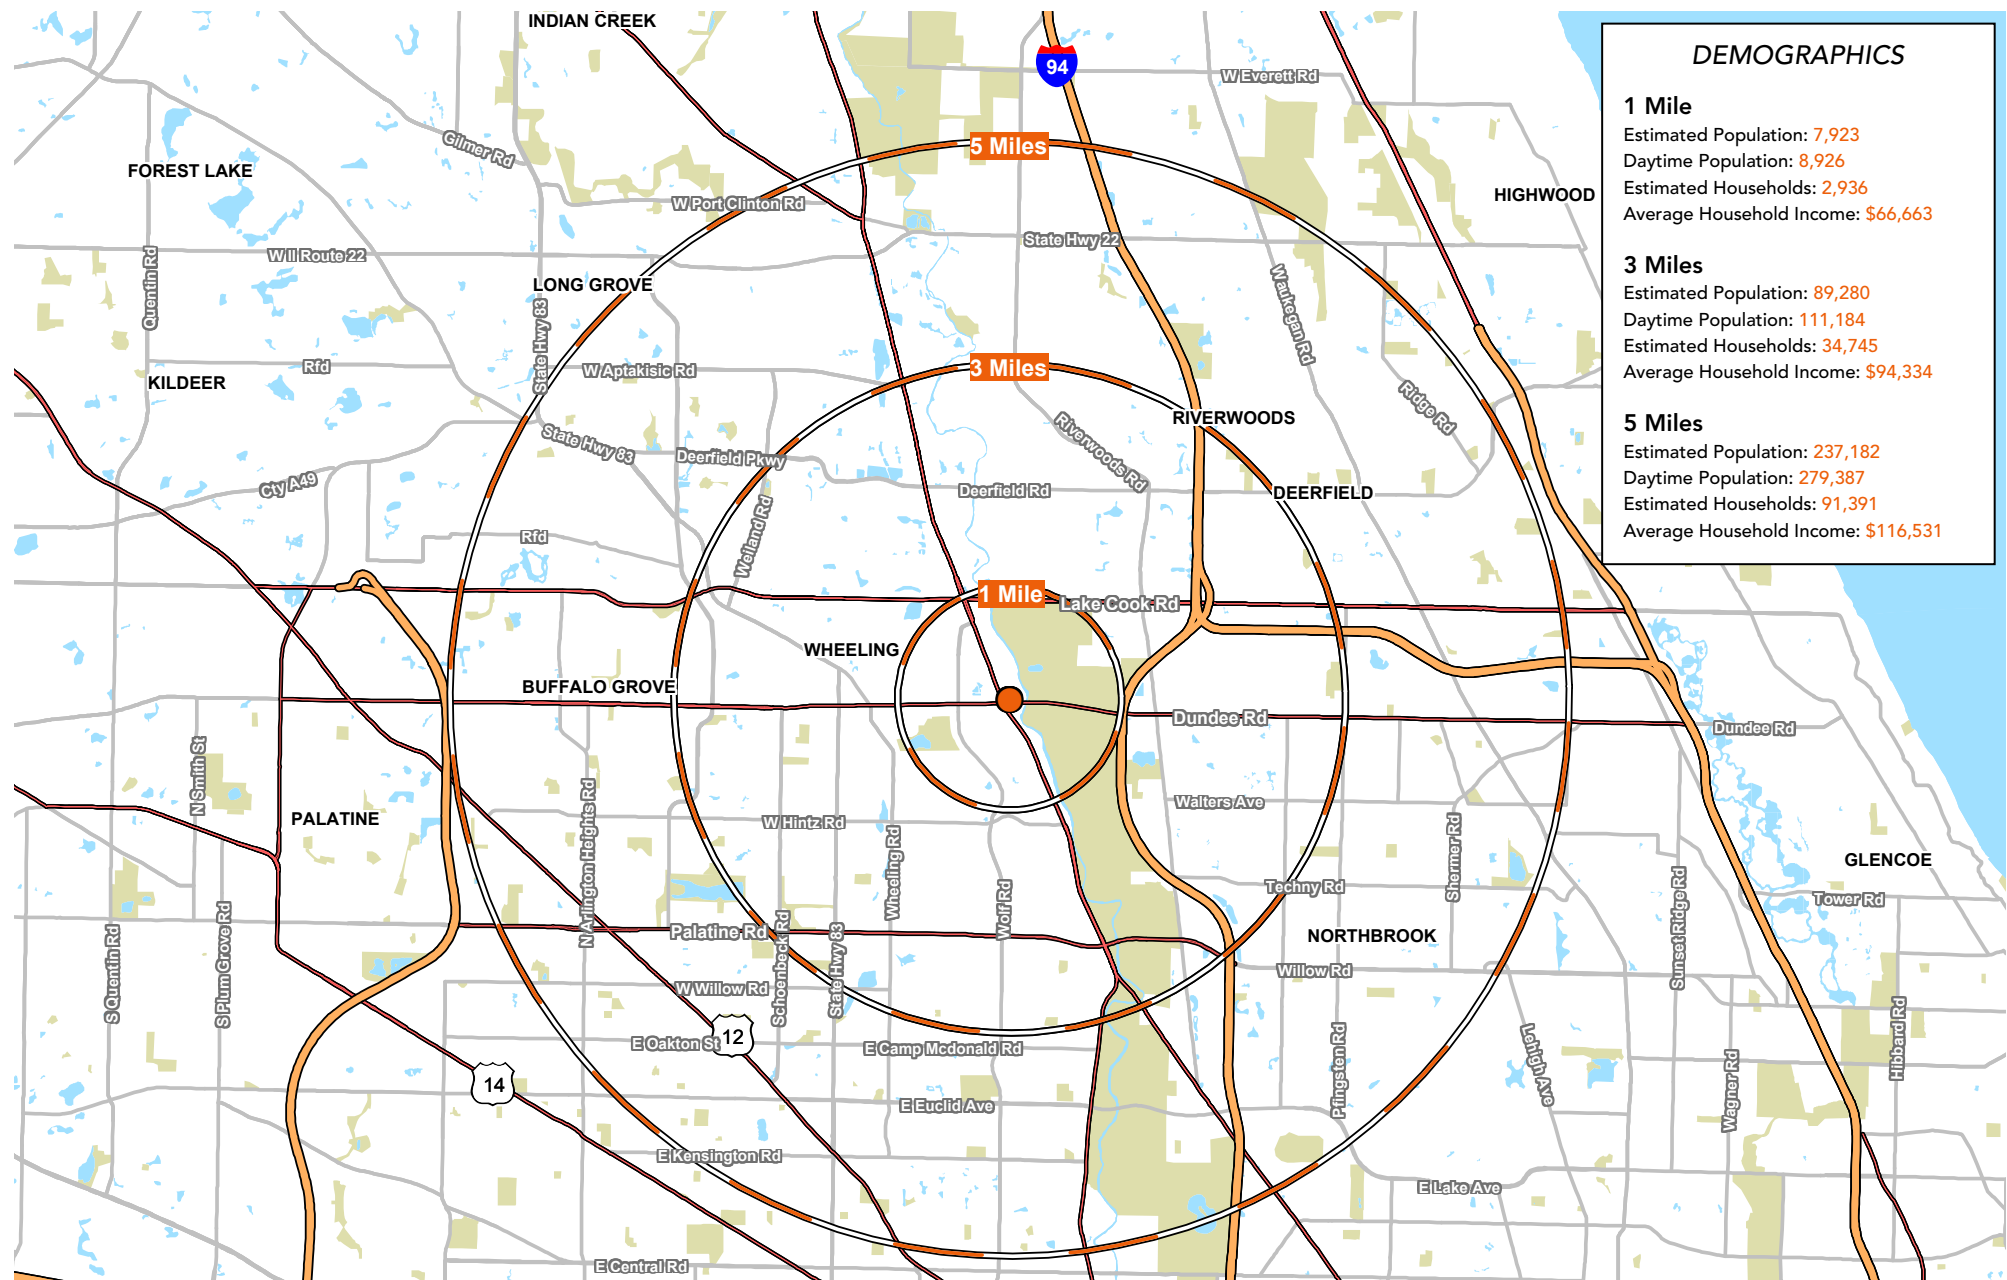 INDIAN CREEK
94
W Everett Rd
5 Miles
Gilmer Rd
FOREST LAKE
HIGHWOOD
W Port Clinton Rd
State Hwy 22
W Il Route 22
Quentin Rd
LONG GROVE
Waukegan Rd
State Hwy 83
3 Miles
Rfd
W Aptakisic Rd
KILDEER
Ridge Rd
RIVERWOODS
State Hwy 83
Riverwoods Rd
Deerfield Pkwy
Cty A49
Deerfield Rd
DEERFIELD
Weiland Rd
Rfd
1 Mile
Lake Cook Rd
WHEELING
BUFFALO GROVE
Dundee Rd
Dundee Rd
N Smith St
Walters Ave
PALATINE
N Arlington Heights Rd
W Hintz Rd
Wheeling Rd
Shermer Rd
GLENCOE
Techny Rd
Tower Rd
Wolf Rd
Sunset Ridge Rd
Palatine Rd
NORTHBROOK
S Quentin Rd
S Plum Grove Rd
Schoenbeck Rd
State Hwy 83
Willow Rd
W Willow Rd
12
E Oakton St
E Camp Mcdonald Rd
Hibbard Rd
14
Pfingsten Rd
Lehigh Ave
Wagner Rd
E Euclid Ave
E Kensington Rd
E Lake Ave
E Central Rd
DEMOGRAPHICS
1 Mile
Estimated Population: 7,923
Daytime Population: 8,926
Estimated Households: 2,936
Average Household Income: $66,663
3 Miles
Estimated Population: 89,280
Daytime Population: 111,184
Estimated Households: 34,745
Average Household Income: $94,334
5 Miles
Estimated Population: 237,182
Daytime Population: 279,387
Estimated Households: 91,391
Average Household Income: $116,531